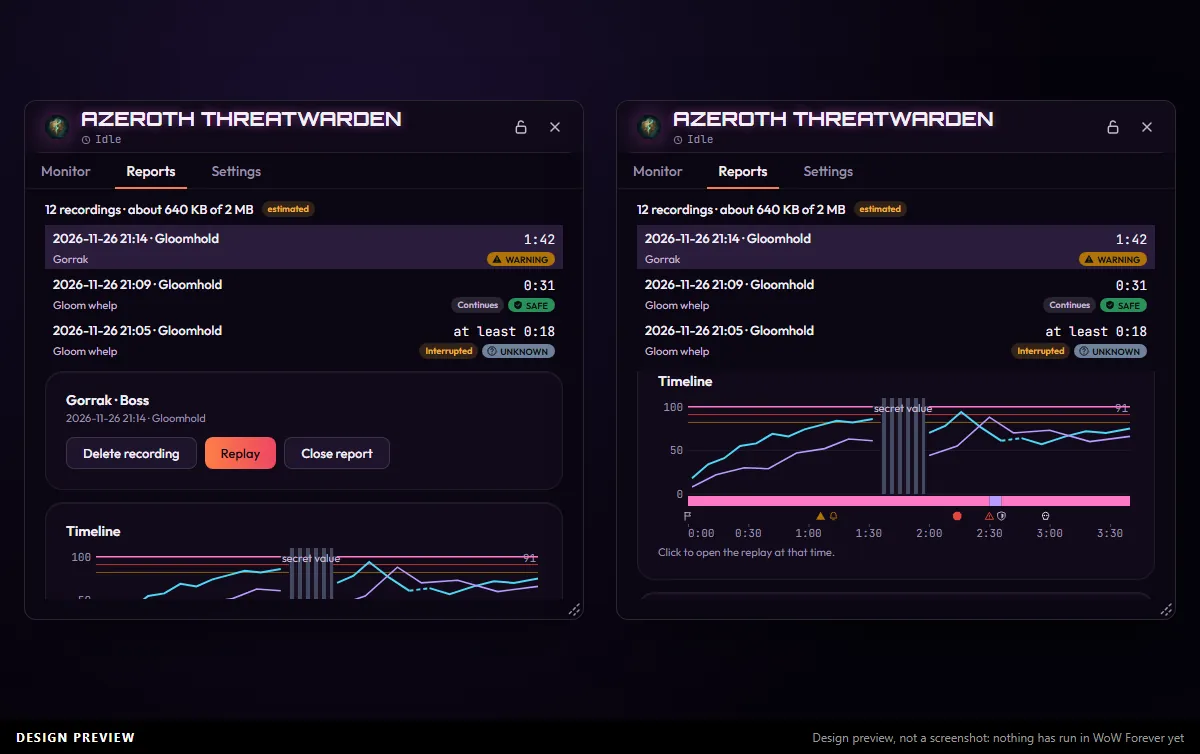 AZEROTH THREATWARDEN
Idle
Monitor Reports Settings
12 recordings · about 640 KB of 2 MB estimated
2026-11-26 21:14 · Gloomhold 1:42
Gorrak WARNING
2026-11-26 21:09 · Gloomhold 0:31
Gloom whelp Continues SAFE
2026-11-26 21:05 · Gloomhold at least 0:18
Gloom whelp Interrupted UNKNOWN
Gorrak · Boss
2026-11-26 21:14 · Gloomhold
Delete recording Replay Close report
Timeline
100 secret value 91
50
AZEROTH THREATWARDEN
Idle
Monitor Reports Settings
12 recordings · about 640 KB of 2 MB estimated
2026-11-26 21:14 · Gloomhold 1:42
Gorrak WARNING
2026-11-26 21:09 · Gloomhold 0:31
Gloom whelp Continues SAFE
2026-11-26 21:05 · Gloomhold at least 0:18
Gloom whelp Interrupted UNKNOWN
Timeline
100 secret value 91
50
0
0:00 0:30 1:00 1:30 2:00 2:30 3:00 3:30
Click to open the replay at that time.
DESIGN PREVIEW
Design preview, not a screenshot: nothing has run in WoW Forever yet